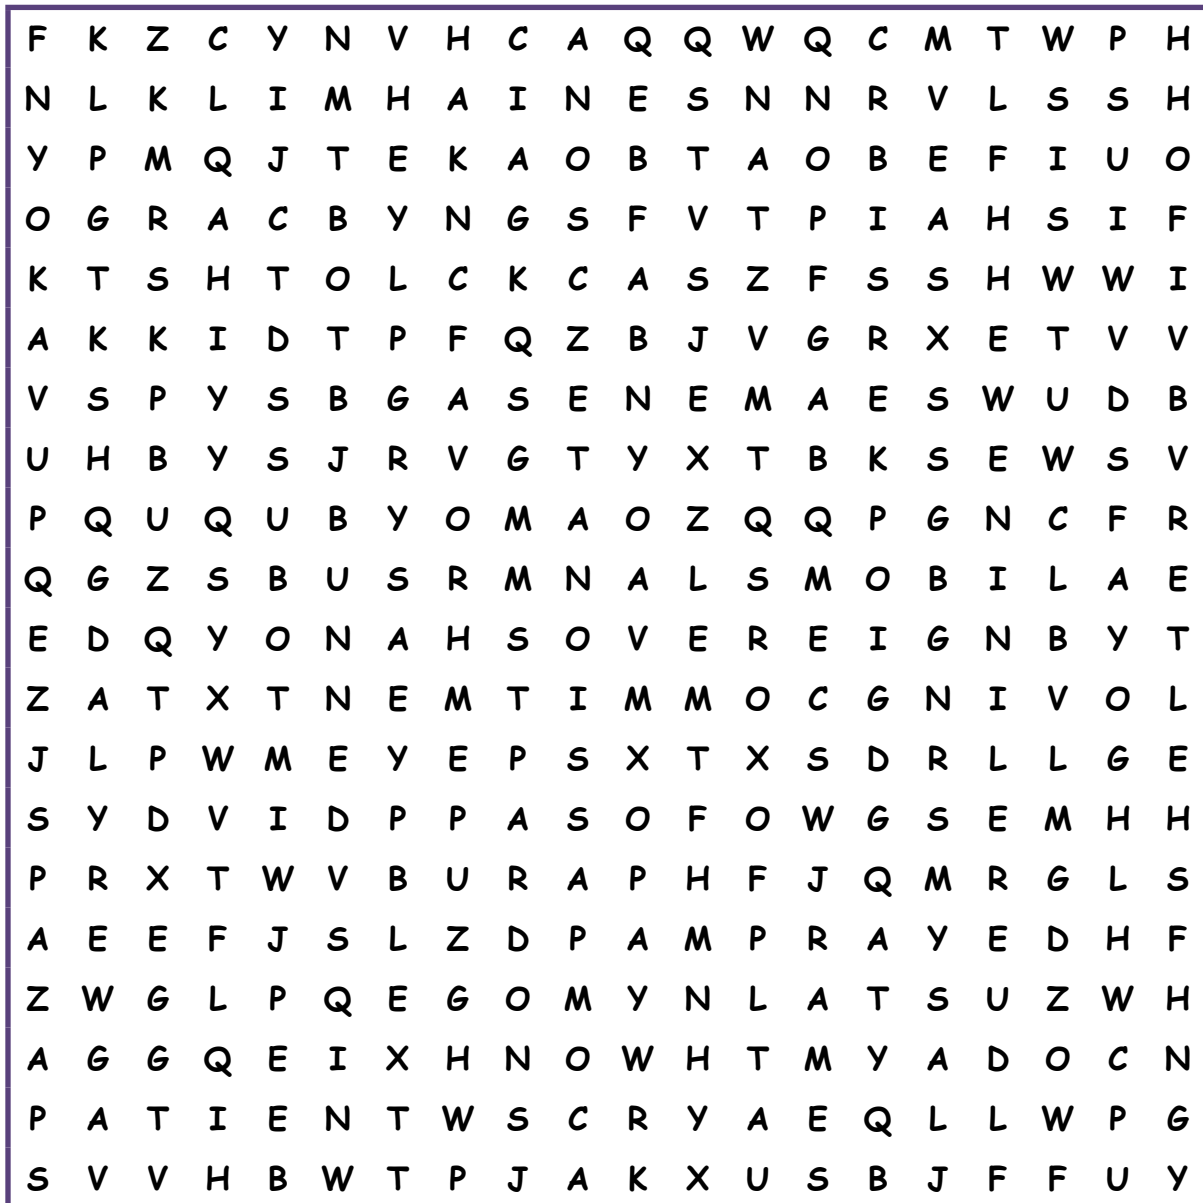 F K Z C Y N V H C A Q Q W Q C M T W P H
N L K L I M H A I N E S N N R V L S S H
Y P M Q J T E K A O B T A O B E F I U O
O G R A C B Y N G S F V T P I A H S I F
K T S H T O L C K C A S Z F S S H W W I
A K K I D T P F Q Z B J V G R X E T V V
V S P Y S B G A S E N E M A E S W U D B
U H B Y S J R V G T Y X T B K S E W S V
P Q U Q U B Y O M A O Z Q Q P G N C F R
Q G Z S B U S R M N A L S M O B I L A E
E D Q Y O N A H S O V E R E I G N B Y T
Z A T X T N E M T I M M O C G N I V O L
J L P W M E Y E P S X T X S D R L L G E
S Y D V I D P P A S O F O W G S E M H H
P R X T W V B U R A P H F J Q M R G L S
A E E F J S L Z D P A M P R A Y E D H F
Z W G L P Q E G O M Y N L A T S U Z W H
A G G Q E I X H N O W H T M Y A D O C N
P A T I E N T W S C R Y A E Q L L W P G
S V V H B W T P J A K X U S B J F F U Y